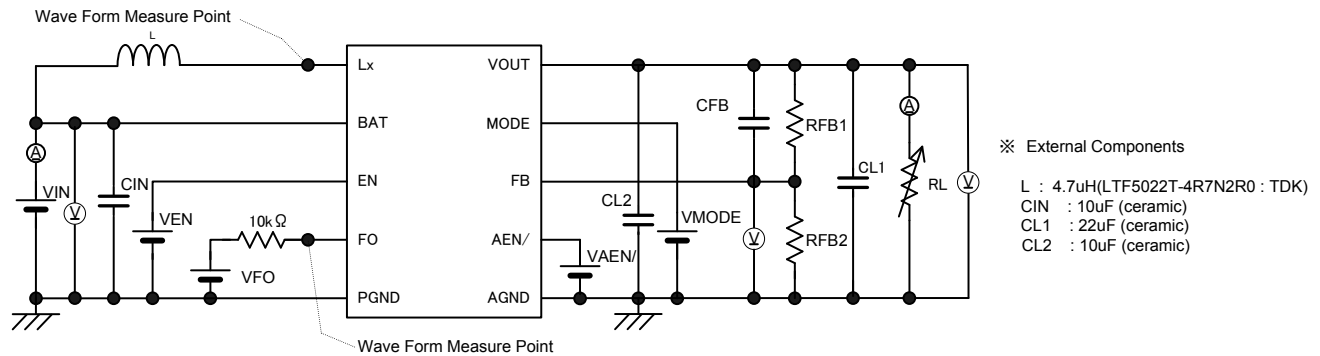 Wave Form Measure Point
L
Lx
VOUT
CFB
RFB1
BAT
MODE
A
A
※ External Components
VIN
V
CIN
EN
FB
CL1
RL
V
L : 4.7uH(LTF5022T-4R7N2R0 : TDK)
CIN : 10uF (ceramic)
CL1 : 22uF (ceramic)
CL2 : 10uF (ceramic)
VEN
CL2
VMODE
10kΩ
FO
AEN/
V
RFB2
VFO
VAEN/
PGND
AGND
Wave Form Measure Point